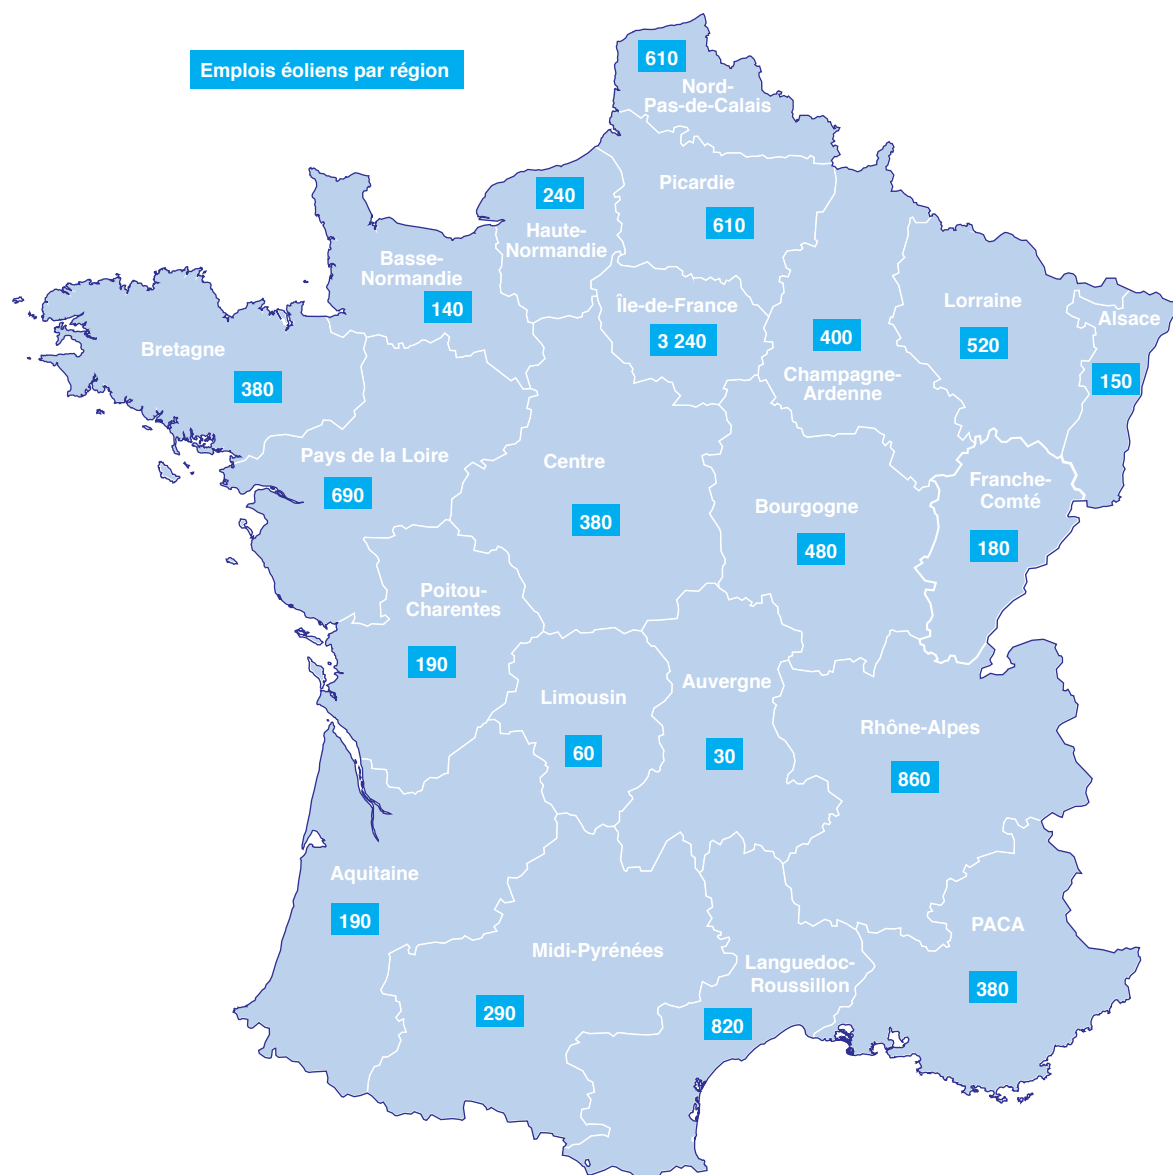 Emplois éoliens par région
610
Nord-
Pas-de-Calais
Picardie
610
240
Haute-
Normandie
Basse-
Normandie
140
Île-de-France
3 240
400
Champagne-
Ardenne
Lorraine
520
Alsace
150
Bretagne
380
Pays de la Loire
690
Centre
380
Bourgogne
480
Franche-
Comté
180
Poitou-
Charentes
190
Limousin
60
Auvergne
30
Rhône-Alpes
860
Aquitaine
190
Midi-Pyrénées
290
Languedoc-
Roussillon
820
PACA
380